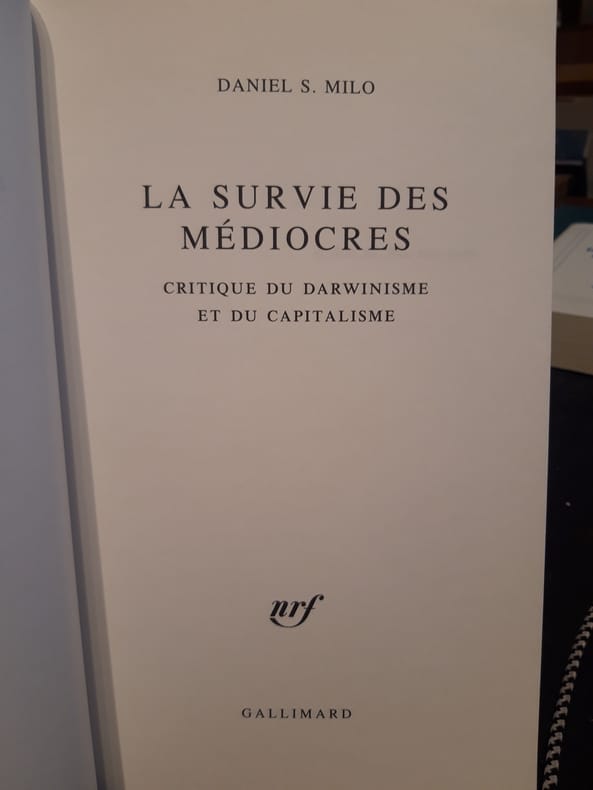 DANIEL S. MILO
LA SURVIE DES
MÉDIOCRES
CRITIQUE DU DARWINISME
ET DU CAPITALISME
nrf
GALLIMARD